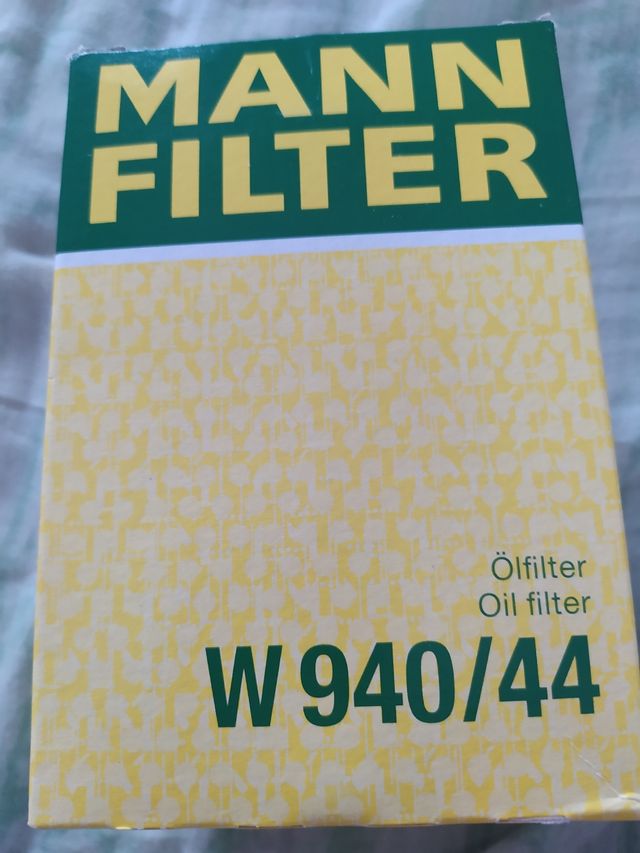 MANN
FILTER
Ölfilter
Oil filter
W 940/44